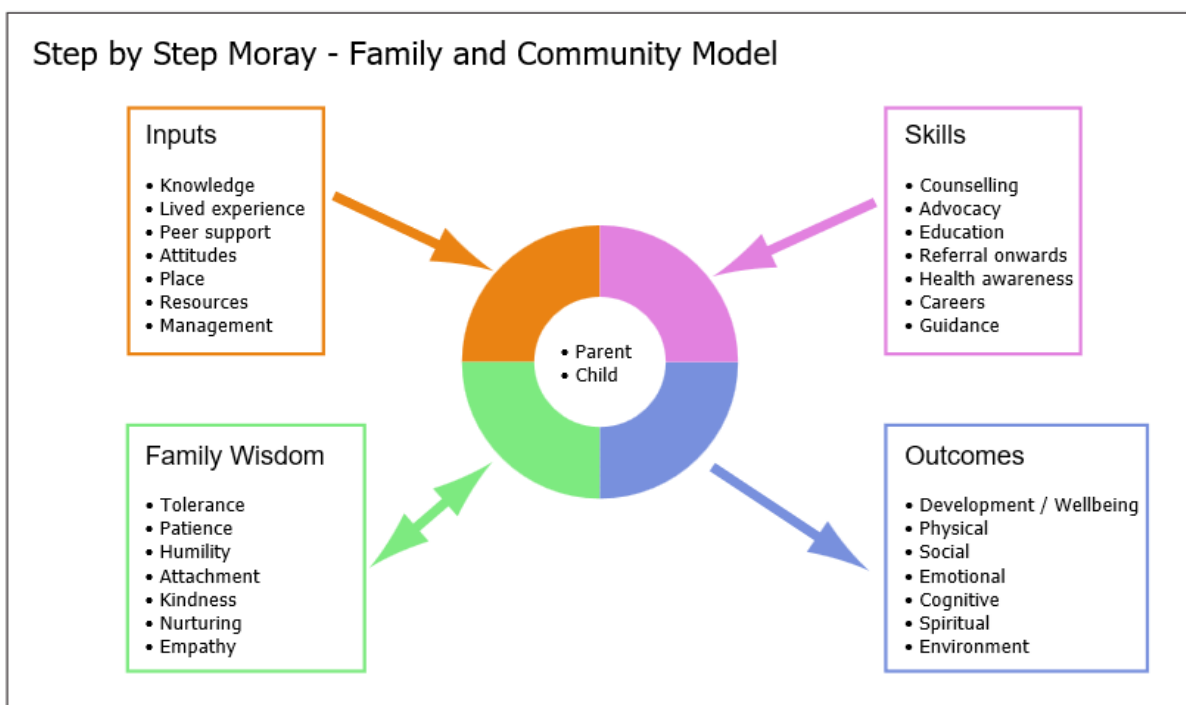 Step by Step Moray - Family and Community Model
Inputs
• Knowledge
• Lived experience
• Peer support
• Attitudes
• Place
• Resources
• Management
Skills
• Counselling
• Advocacy
• Education
• Referral onwards
• Health awareness
• Careers
• Guidance
• Parent
• Child
Family Wisdom
• Tolerance
• Patience
• Humility
• Attachment
• Kindness
• Nurturing
• Empathy
Outcomes
• Development / Wellbeing
• Physical
• Social
• Emotional
• Cognitive
• Spiritual
• Environment